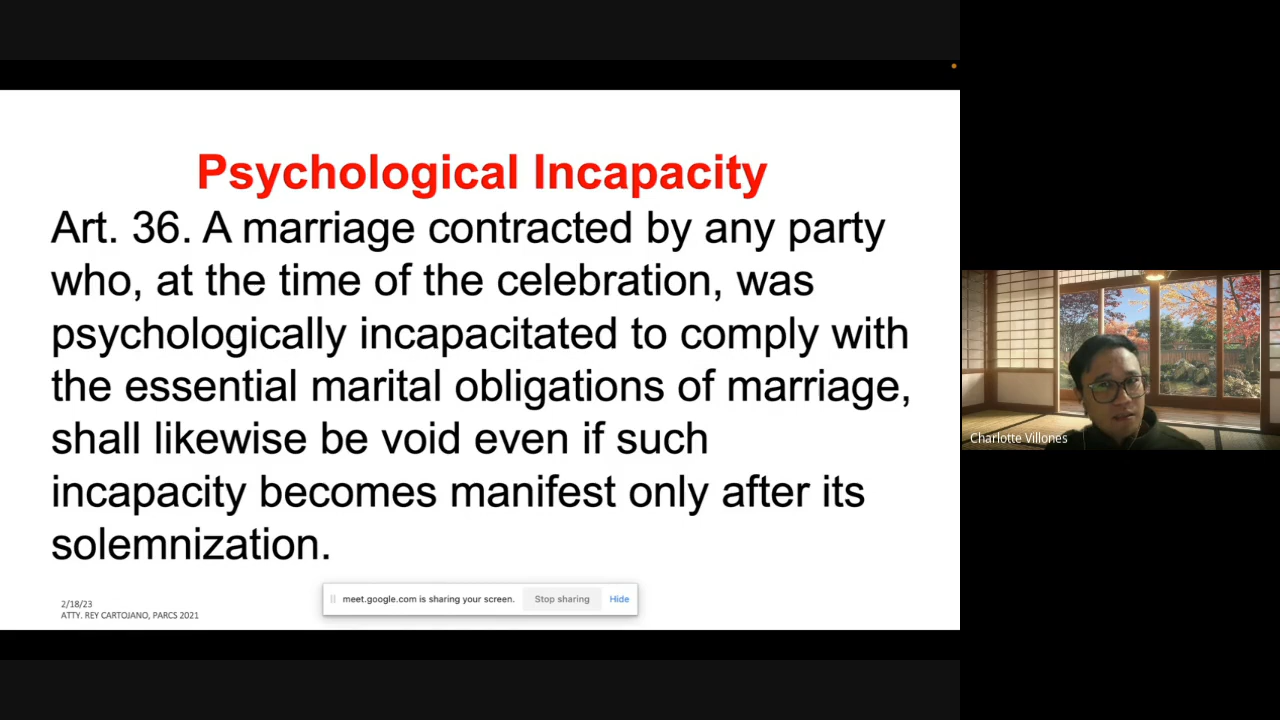 Psychological Incapacity
Art. 36. A marriage contracted by any party
who, at the time of the celebration, was
psychologically incapacitated to comply with
the essential marital obligations of marriage,
shall likewise be void even if such
incapacity becomes manifest only after its
solemnization.
2/18/23
ATTY. REY CARTOJANO, PARCS 2021
meet.google.com is sharing your screen. Stop sharing Hide
Charlotte Villones